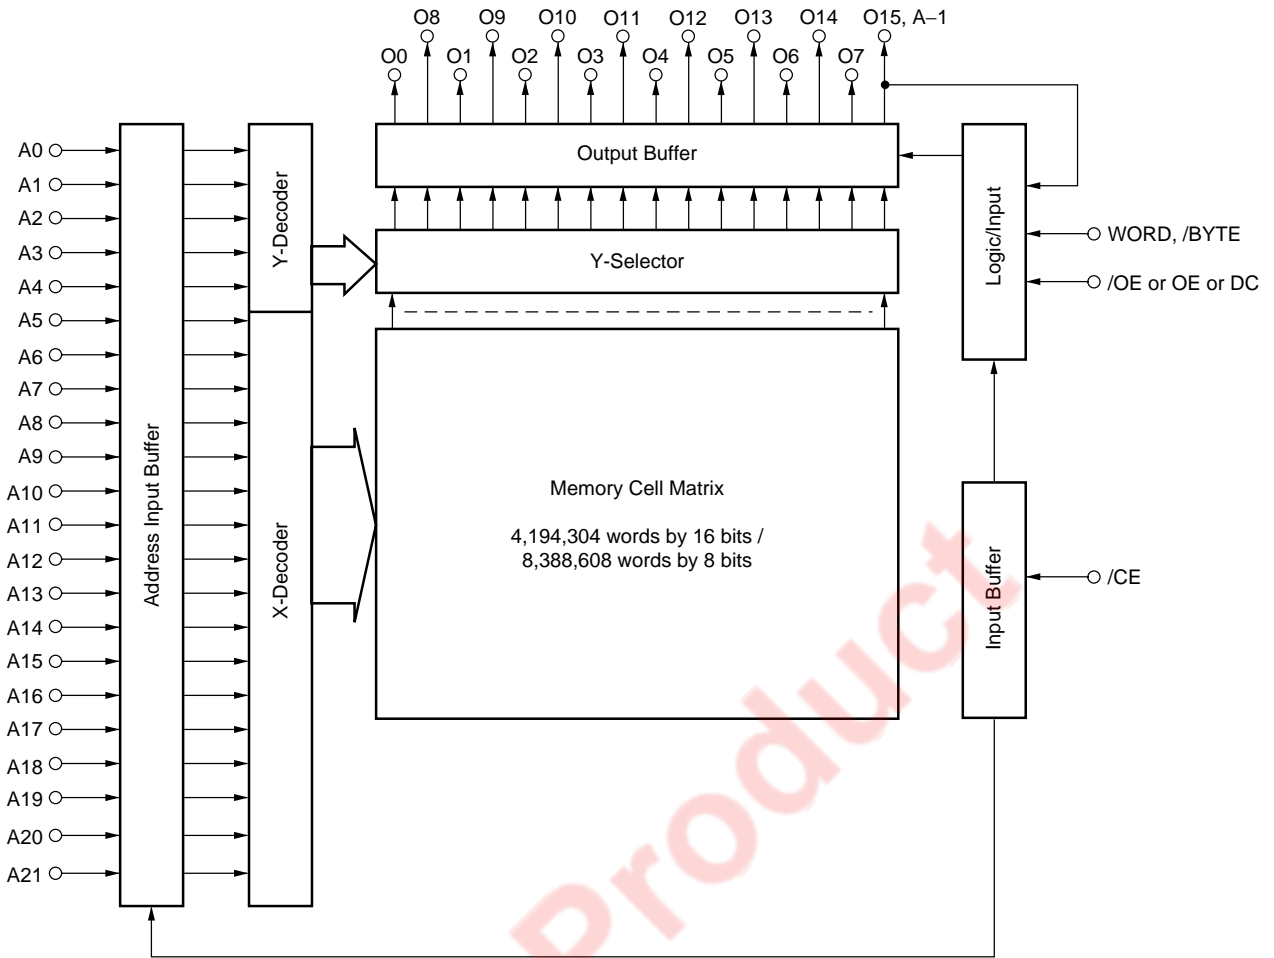 O8 O9 O10 O11 O12 O13 O14 O15, A–1
O0 O1 O2 O3 O4 O5 O6 O7
A0
A1
A2
A3
A4
A5
A6
A7
A8
A9
A10
A11
A12
A13
A14
A15
A16
A17
A18
A19
A20
A21
Address Input Buffer
Y-Decoder
X-Decoder
Output Buffer
Y-Selector
Memory Cell Matrix
4,194,304 words by 16 bits /
8,388,608 words by 8 bits
Logic/Input
WORD, /BYTE
/OE or OE or DC
Input Buffer
/CE
Product